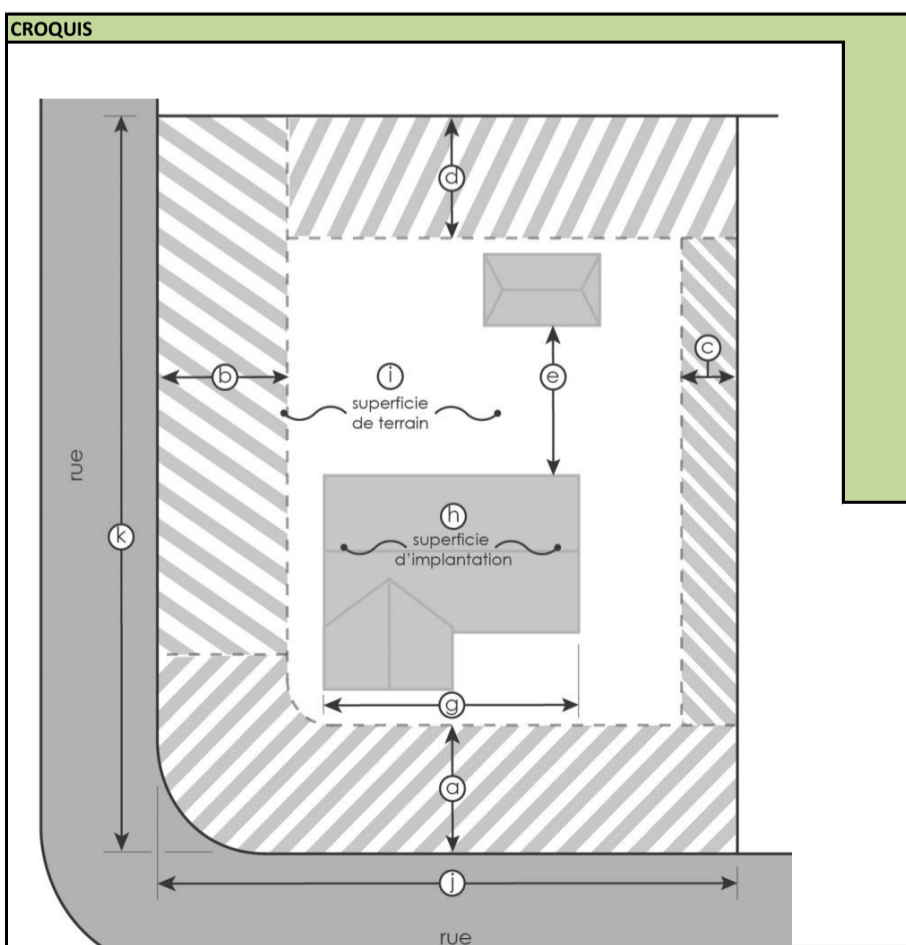 CROQUIS
d
b
i
superficie
de terrain
e
c
rue
k
h
superficie
d'implantation
g
a
j
rue